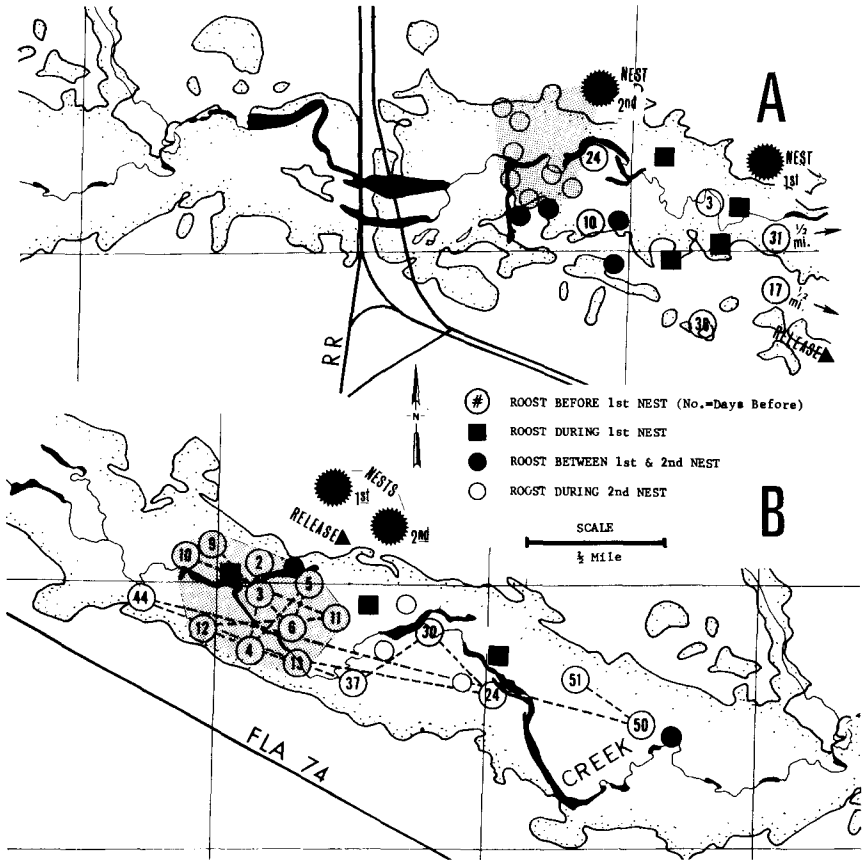 A
NEST
2nd
NEST
1st
24
3
10
31
½
mi.
17
½
mi.
38
RELEASE
RR
N
# ROOST BEFORE 1st NEST (No.=Days Before)
ROOST DURING 1st NEST
ROOST BETWEEN 1st & 2nd NEST
ROOST DURING 2nd NEST
SCALE
½ Mile
B
NESTS
1st
2nd
RELEASE
9
10
2
5
3
44
11
12
6
4
13
37
30
24
51
50
CREEK
FLA 74